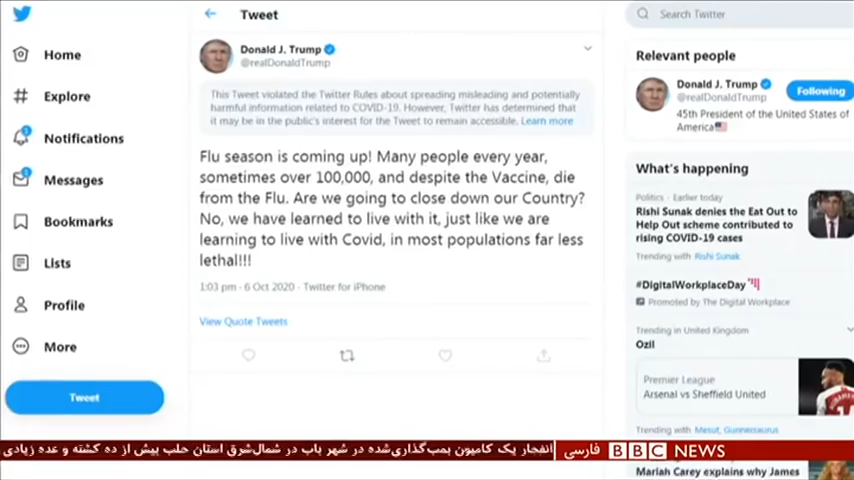 Tweet
Search Twitter
Home
Explore
Notifications
Messages
Bookmarks
Lists
Profile
More
Tweet
Donald J. Trump
@realDonaldTrump
This Tweet violated the Twitter Rules about spreading misleading and potentially
harmful information related to COVID-19. However, Twitter has determined that
it may be in the public's interest for the Tweet to remain accessible. Learn more
Flu season is coming up! Many people every year,
sometimes over 100,000, and despite the Vaccine, die
from the Flu. Are we going to close down our Country?
No, we have learned to live with it, just like we are
learning to live with Covid, in most populations far less
lethal!!!
1:03 pm · 6 Oct 2020 · Twitter for iPhone
View Quote Tweets
Relevant people
Donald J. Trump
@realDonaldTrump
Following
45th President of the United States of
America
What's happening
Politics · Earlier today
Rishi Sunak denies the Eat Out to
Help Out scheme contributed to
rising COVID-19 cases
Trending with Rishi Sunak
#DigitalWorkplaceDay
Promoted by The Digital Workplace
Trending in United Kingdom
Ozil
Premier League
Arsenal vs Sheffield United
Trending with Mesut, Gunnersaurus
Mariah Carey explains why James
انفجار یک کامیون بمب‌گذاری‌شده در شهر باب در شمال‌شرق استان حلب بیش از ده کشته و عده زیادی
فارسی BBC NEWS